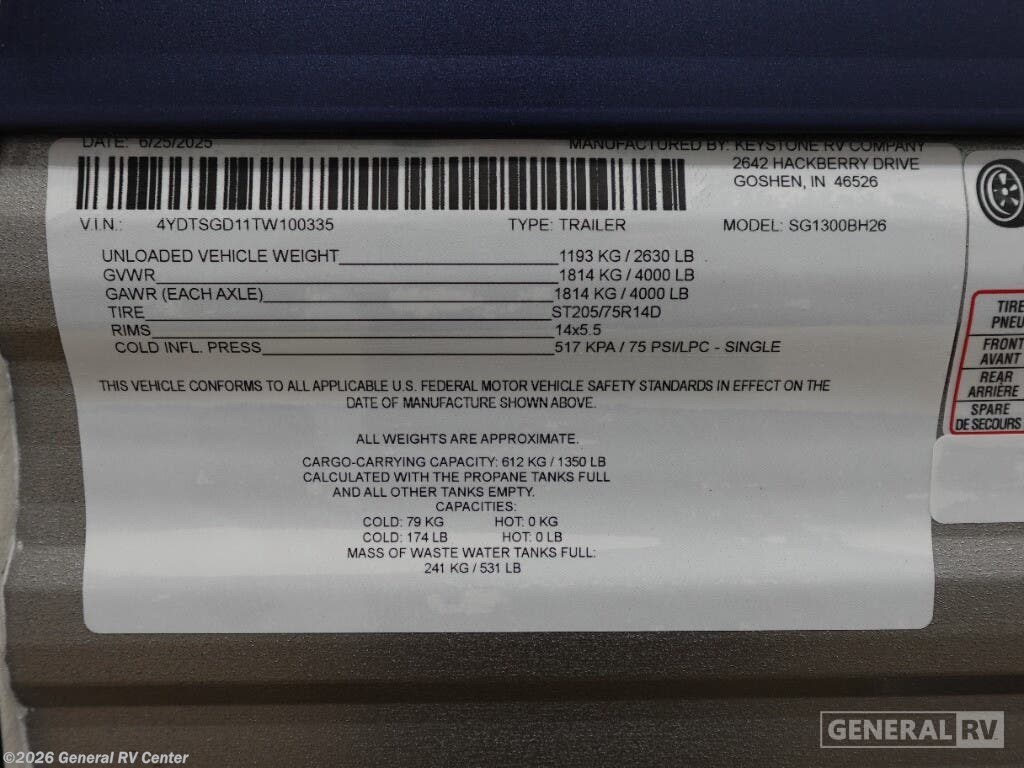 DATE: 6/25/2025
MANUFACTURED BY: KEYSTONE RV COMPANY
2642 HACKBERRY DRIVE
GOSHEN, IN 46526
V.I.N.: 4YDTSGD11TW100335 TYPE: TRAILER MODEL: SG1300BH26
UNLOADED VEHICLE WEIGHT 1193 KG / 2630 LB
GVWR 1814 KG / 4000 LB
GAWR (EACH AXLE) 1814 KG / 4000 LB
TIRE ST205/75R14D
RIMS 14x5.5
COLD INFL. PRESS 517 KPA / 75 PSI/LPC - SINGLE
THIS VEHICLE CONFORMS TO ALL APPLICABLE U.S. FEDERAL MOTOR VEHICLE SAFETY STANDARDS IN EFFECT ON THE
DATE OF MANUFACTURE SHOWN ABOVE.
ALL WEIGHTS ARE APPROXIMATE.
CARGO-CARRYING CAPACITY: 612 KG / 1350 LB
CALCULATED WITH THE PROPANE TANKS FULL
AND ALL OTHER TANKS EMPTY.
CAPACITIES:
COLD: 79 KG HOT: 0 KG
COLD: 174 LB HOT: 0 LB
MASS OF WASTE WATER TANKS FULL:
241 KG / 531 LB
TIRE
PNEU
FRONT
AVANT
REAR
ARRIÈRE
SPARE
DE SECOURS
GENERAL RV
©2026 General RV Center